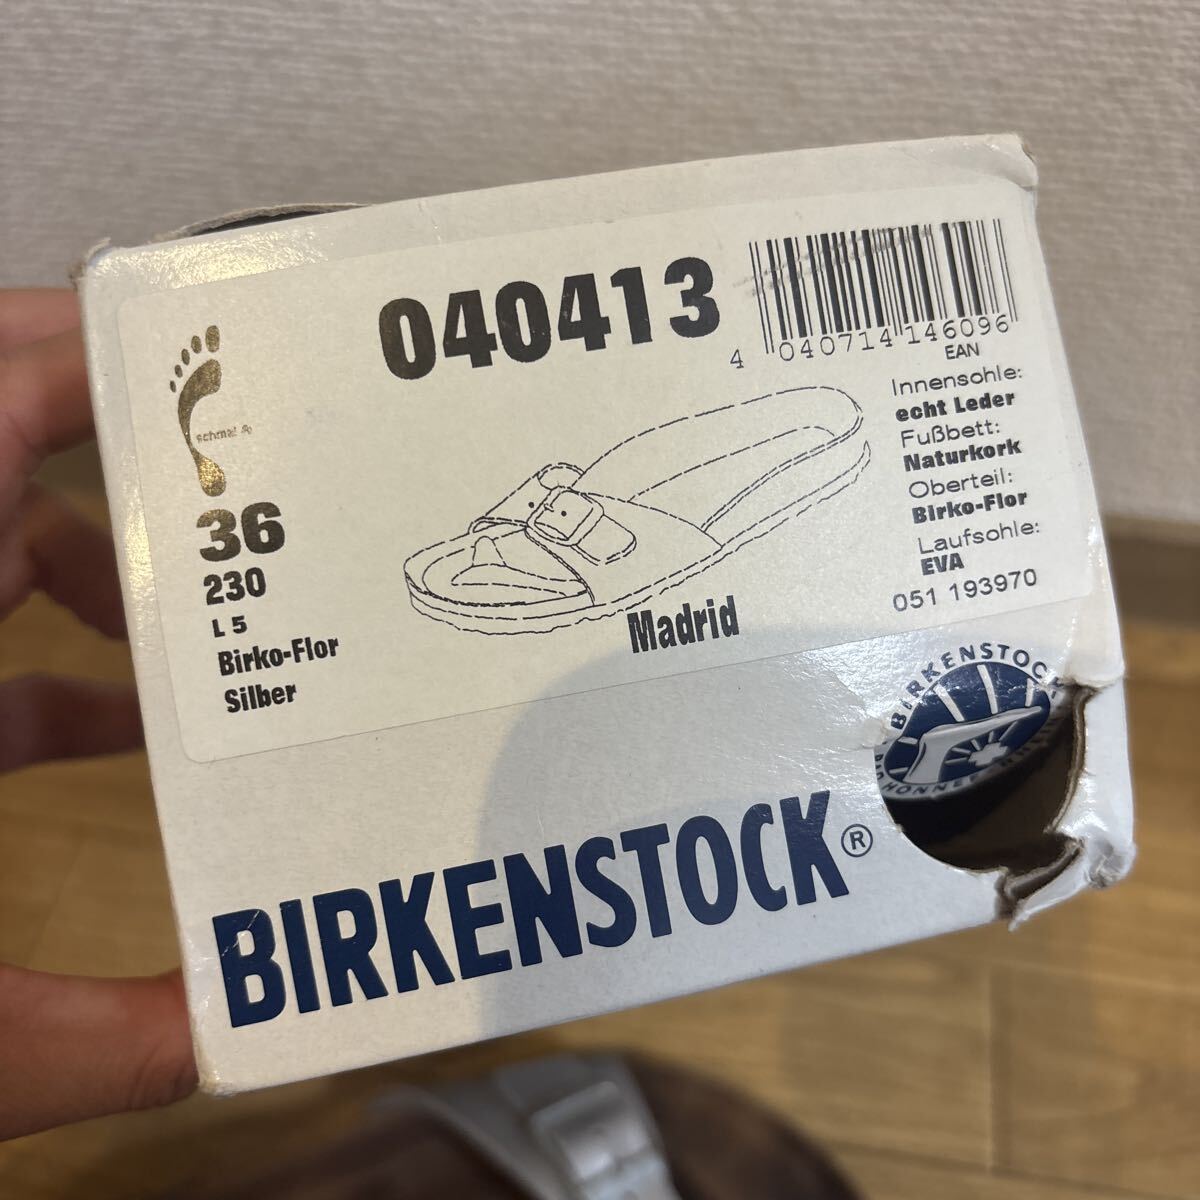 040413
4 040714 146096
EAN
schmal
36
230
L 5
Birko-Flor
Silber
Madrid
Innensohle:
echt Leder
Fußbett:
Naturkork
Oberteil:
Birko-Flor
Laufsohle:
EVA
051 193970
BIRKENSTOCK
BIRKENSTOCK®